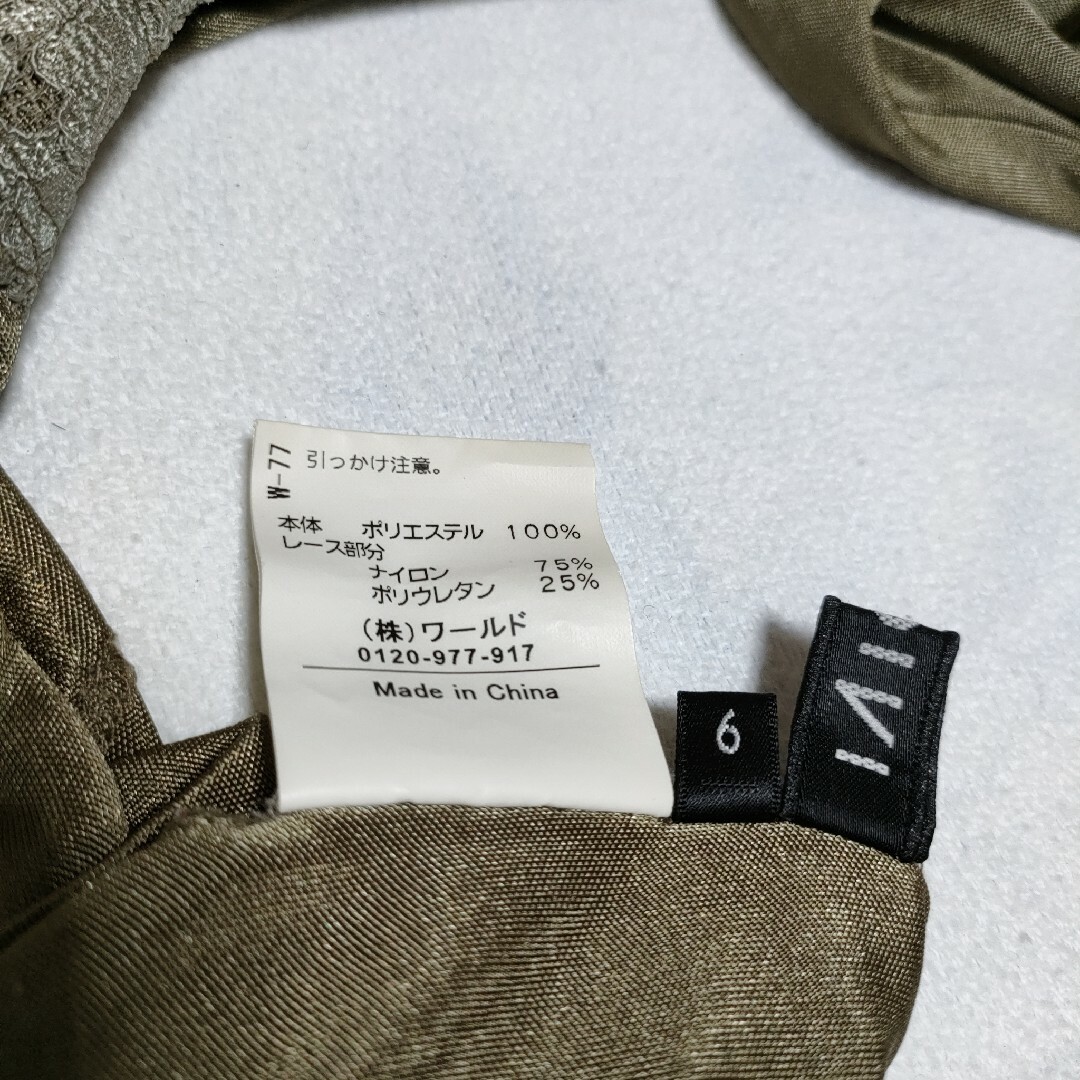 W-77
引っかけ注意。
本体 ポリエステル 100%
レース部分
ナイロン 75%
ポリウレタン 25%
(株)ワールド
0120-977-917
Made in China
6